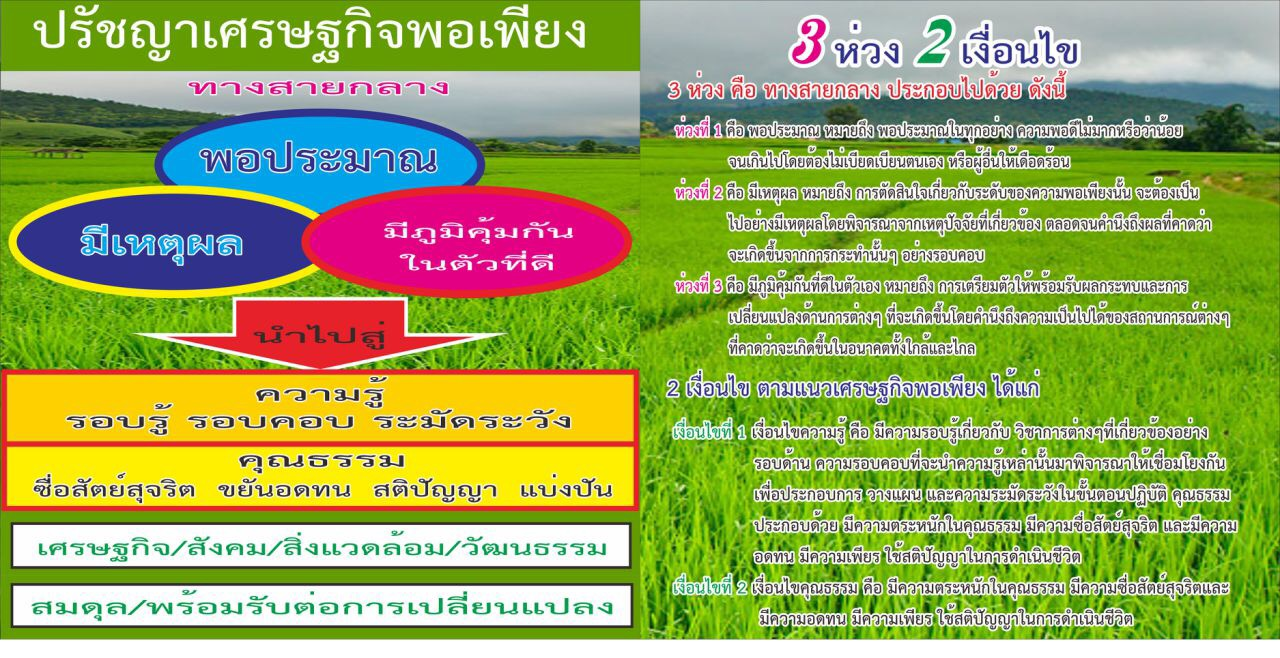 ปรัชญาเศรษฐกิจพอเพียง
ทางสายกลาง
พอประมาณ
มีเหตุผล
มีภูมิคุ้มกัน
ในตัวที่ดี
นำไปสู่
ความรู้
รอบรู้ รอบคอบ ระมัดระวัง
คุณธรรม
ซื่อสัตย์สุจริต ขยันอดทน สติปัญญา แบ่งปัน
เศรษฐกิจ/สังคม/สิ่งแวดล้อม/วัฒนธรรม
สมดุล/พร้อมรับต่อการเปลี่ยนแปลง
3 ห่วง 2 เงื่อนไข
3 ห่วง คือ ทางสายกลาง ประกอบไปด้วย ดังนี้
ห่วงที่ 1 คือ พอประมาณ หมายถึง พอประมาณในทุกอย่าง ความพอดีไม่มากหรือว่าน้อย
จนเกินไปโดยต้องไม่เบียดเบียนตนเอง หรือผู้อื่นให้เดือดร้อน
ห่วงที่ 2 คือ มีเหตุผล หมายถึง การตัดสินใจเกี่ยวกับระดับของความพอเพียงนั้น จะต้องเป็น
ไปอย่างมีเหตุผลโดยพิจารณาจากเหตุปัจจัยที่เกี่ยวข้อง ตลอดจนคำนึงถึงผลที่คาดว่า
จะเกิดขึ้นจากการกระทำนั้นๆ อย่างรอบคอบ
ห่วงที่ 3 คือ มีภูมิคุ้มกันที่ดีในตัวเอง หมายถึง การเตรียมตัวให้พร้อมรับผลกระทบและการ
เปลี่ยนแปลงด้านการต่างๆ ที่จะเกิดขึ้นโดยคำนึงถึงความเป็นไปได้ของสถานการณ์ต่างๆ
ที่คาดว่าจะเกิดขึ้นในอนาคตทั้งใกล้และไกล
2 เงื่อนไข ตามแนวเศรษฐกิจพอเพียง ได้แก่
เงื่อนไขที่ 1 เงื่อนไขความรู้ คือ มีความรอบรู้เกี่ยวกับ วิชาการต่างๆที่เกี่ยวข้องอย่าง
รอบด้าน ความรอบคอบที่จะนำความรู้เหล่านั้นมาพิจารณาให้เชื่อมโยงกัน
เพื่อประกอบการ วางแผน และความระมัดระวังในขั้นตอนปฏิบัติ คุณธรรม
ประกอบด้วย มีความตระหนักในคุณธรรม มีความซื่อสัตย์สุจริต และมีความ
อดทน มีความเพียร ใช้สติปัญญาในการดำเนินชีวิต
เงื่อนไขที่ 2 เงื่อนไขคุณธรรม คือ มีความตระหนักในคุณธรรม มีความซื่อสัตย์สุจริตและ
มีความอดทน มีความเพียร ใช้สติปัญญาในการดำเนินชีวิต